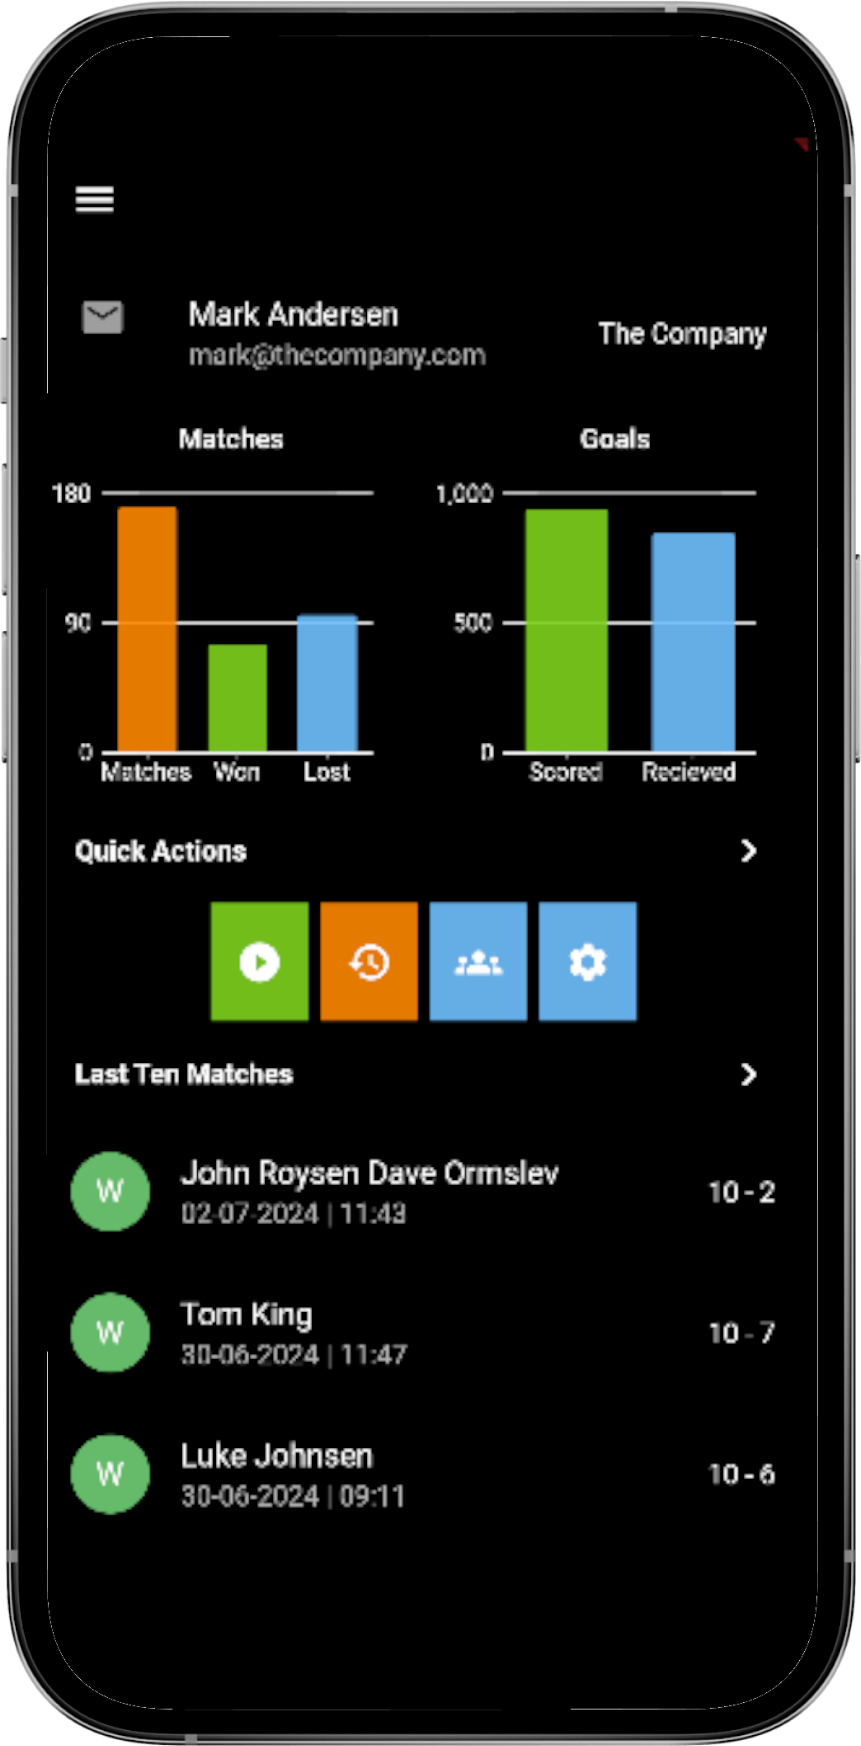 Mark Andersen
mark@thecompany.com
The Company
Matches
180
90
0
Matches Won Lost
Goals
1,000
500
0
Scored Recieved
Quick Actions
Last Ten Matches
W
John Roysen Dave Ormslev
02-07-2024 | 11:43
10 - 2
W
Tom King
30-06-2024 | 11:47
10 - 7
W
Luke Johnsen
30-06-2024 | 09:11
10 - 6